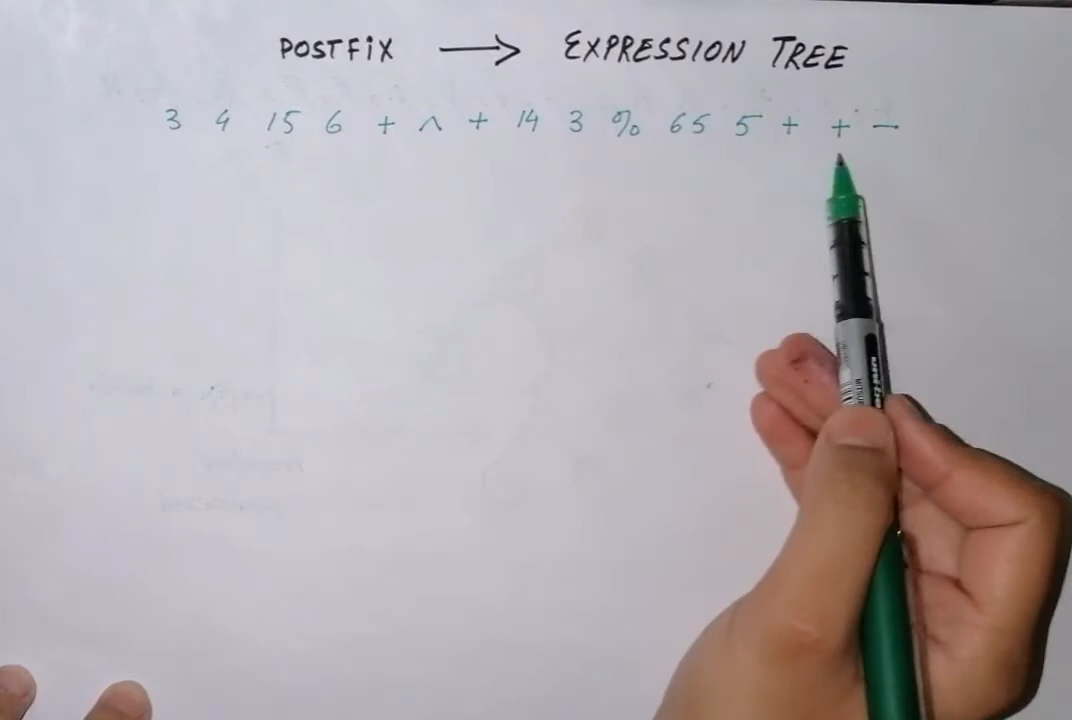 POSTFIX → EXPRESSION TREE
3 4 15 6 + ^ + 14 3 % 65 5 + + −